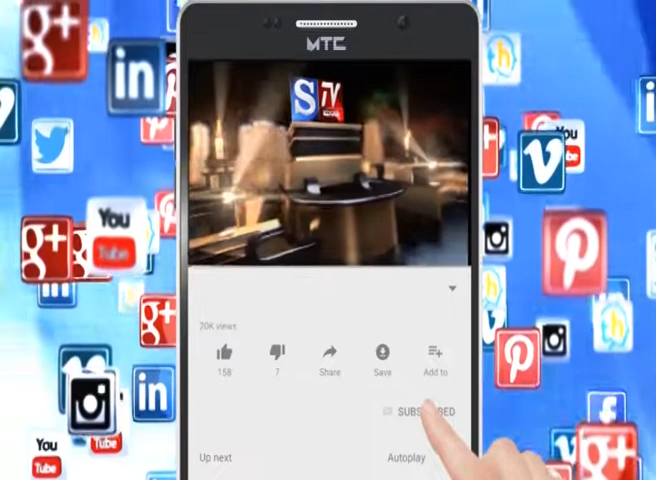 MTC
S TV
20K views
158
7
Share
Save
Add to
SUBSCRIBED
Up next
Autoplay
g+
in
You
Tube
g+
in
You
Tube
You
Tube